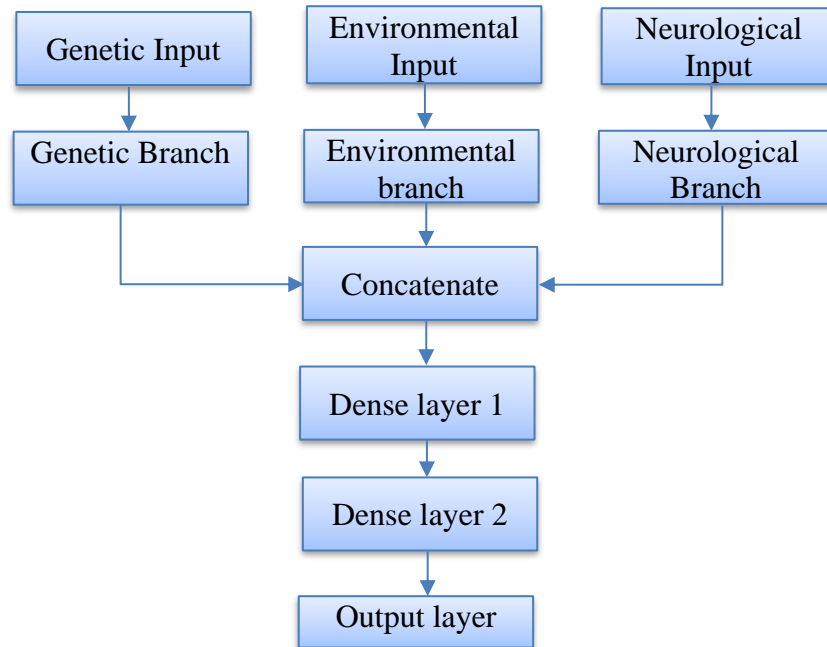 Genetic Input
Environmental
Input
Neurological
Input
Genetic Branch
Environmental
branch
Neurological
Branch
Concatenate
Dense layer 1
Dense layer 2
Output layer